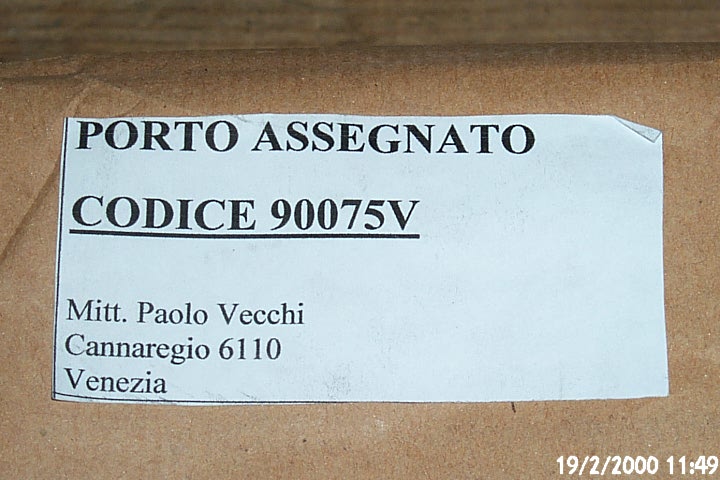 PORTO ASSEGNATO
CODICE 90075V
Mitt. Paolo Vecchi
Cannaregio 6110
Venezia
19/2/2000 11:49